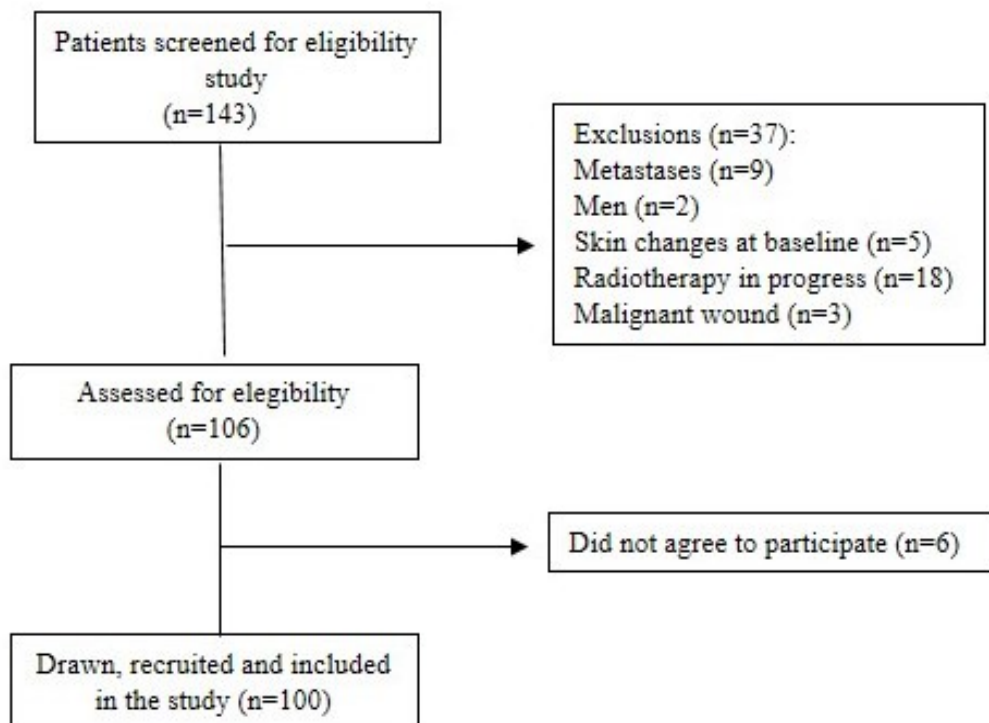 Patients screened for eligibility
study
(n=143)
Exclusions (n=37):
Metastases (n=9)
Men (n=2)
Skin changes at baseline (n=5)
Radiotherapy in progress (n=18)
Malignant wound (n=3)
Assessed for elegibility
(n=106)
Did not agree to participate (n=6)
Drawn, recruited and included
in the study (n=100)